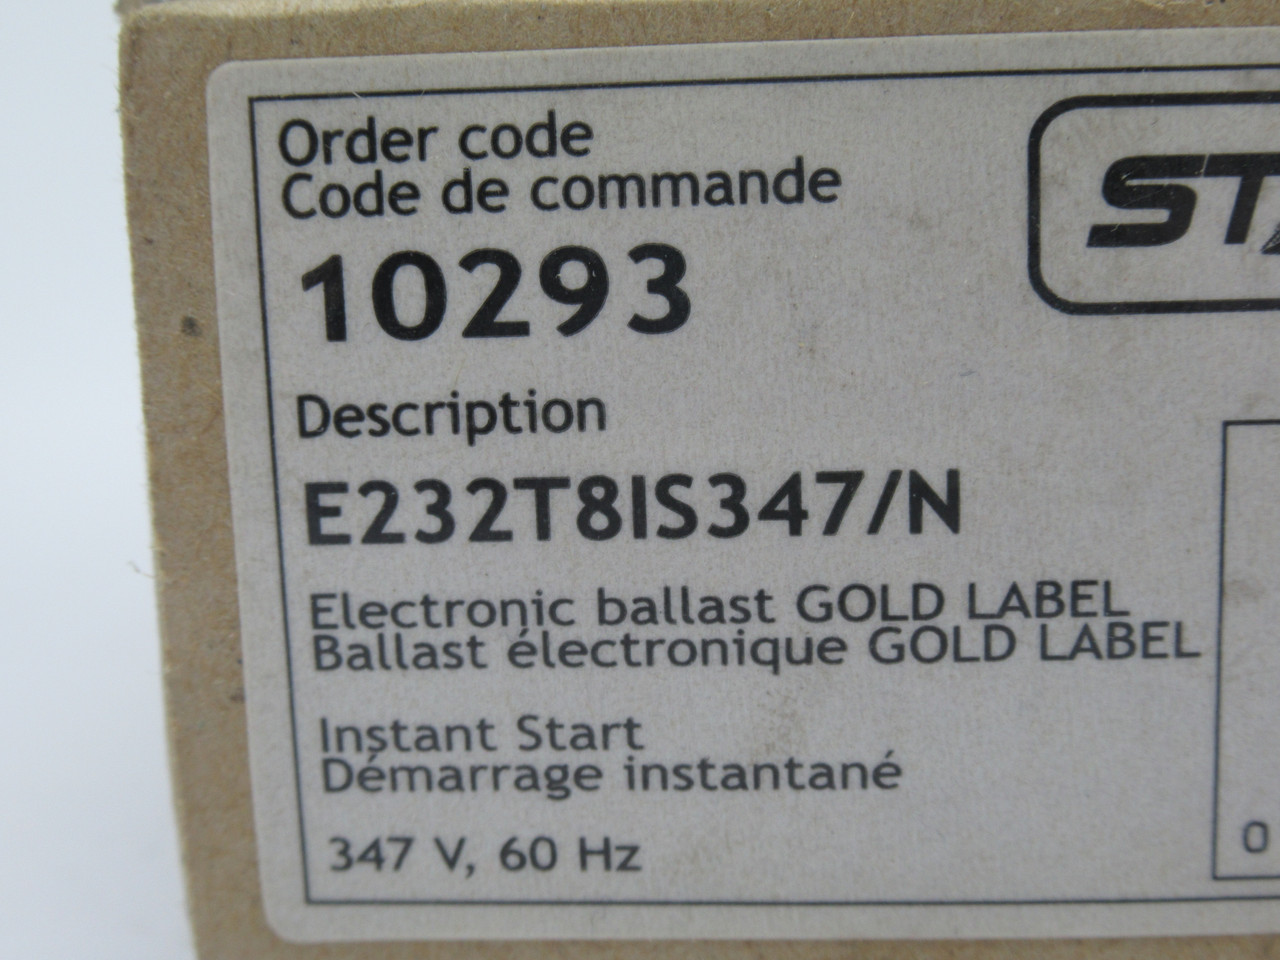 Order code
Code de commande
10293
Description
E232T8IS347/N
Electronic ballast GOLD LABEL
Ballast électronique GOLD LABEL
Instant Start
Démarrage instantané
347 V, 60 Hz
0